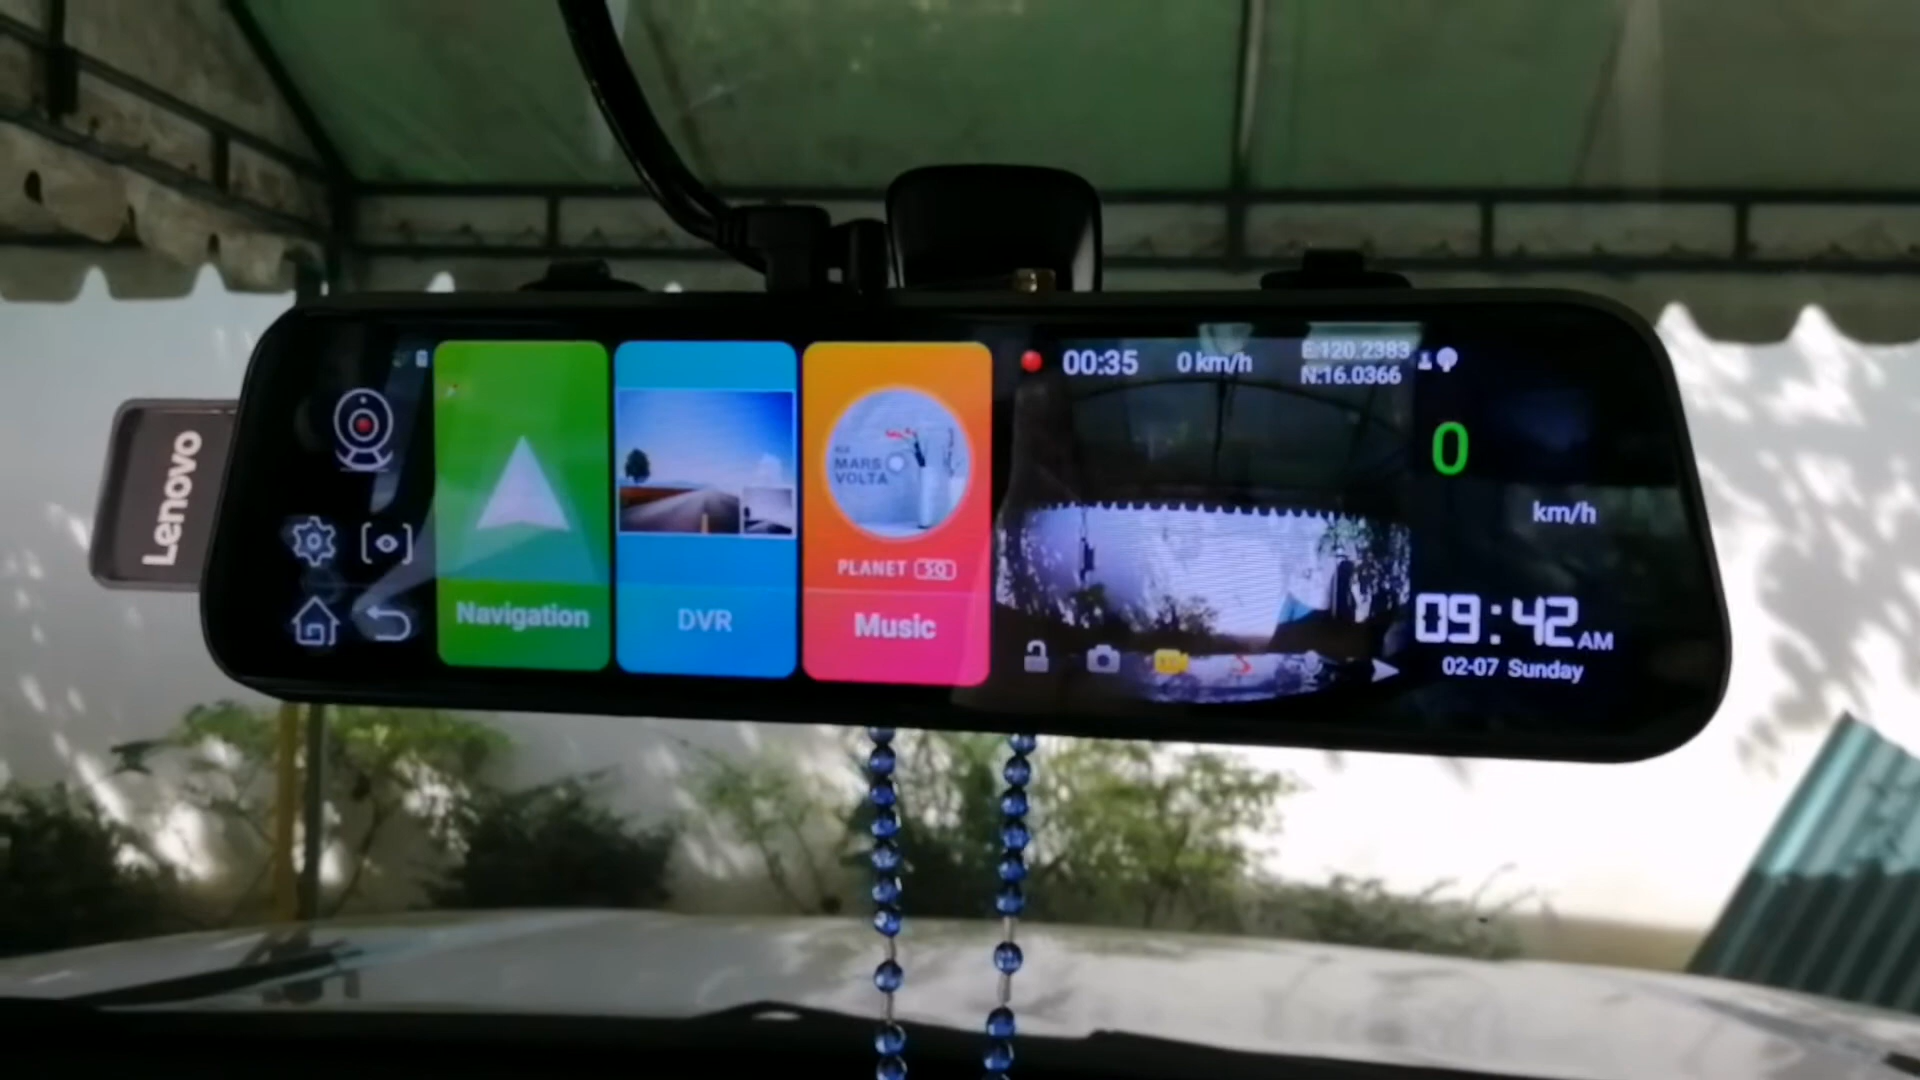 Lenovo
Navigation
DVR
MARS
VOLTA
PLANET SQ
Music
00:35 0 km/h
E:120.2383
N:16.0366
0
km/h
09:42 AM
02-07 Sunday